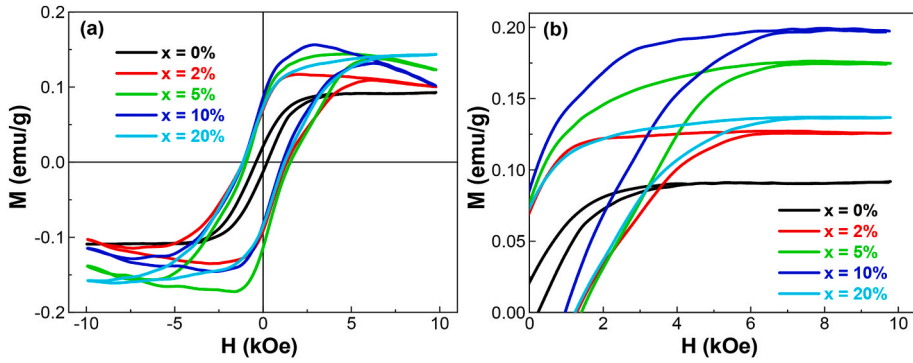 (a)
x = 0%
x = 2%
x = 5%
x = 10%
x = 20%
0.2
0.1
0.0
-0.1
-0.2
M (emu/g)
-10
-5
0
5
10
H (kOe)
(b)
0.20
0.15
0.10
0.05
0.00
M (emu/g)
x = 0%
x = 2%
x = 5%
x = 10%
x = 20%
0
2
4
6
8
10
H (kOe)